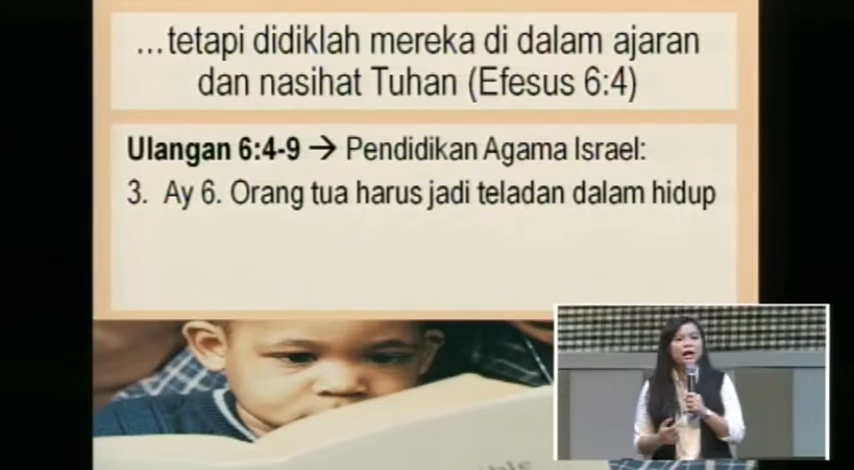 ...tetapi didiklah mereka di dalam ajaran
dan nasihat Tuhan (Efesus 6:4)
Ulangan 6:4-9 → Pendidikan Agama Israel:
3. Ay 6. Orang tua harus jadi teladan dalam hidup